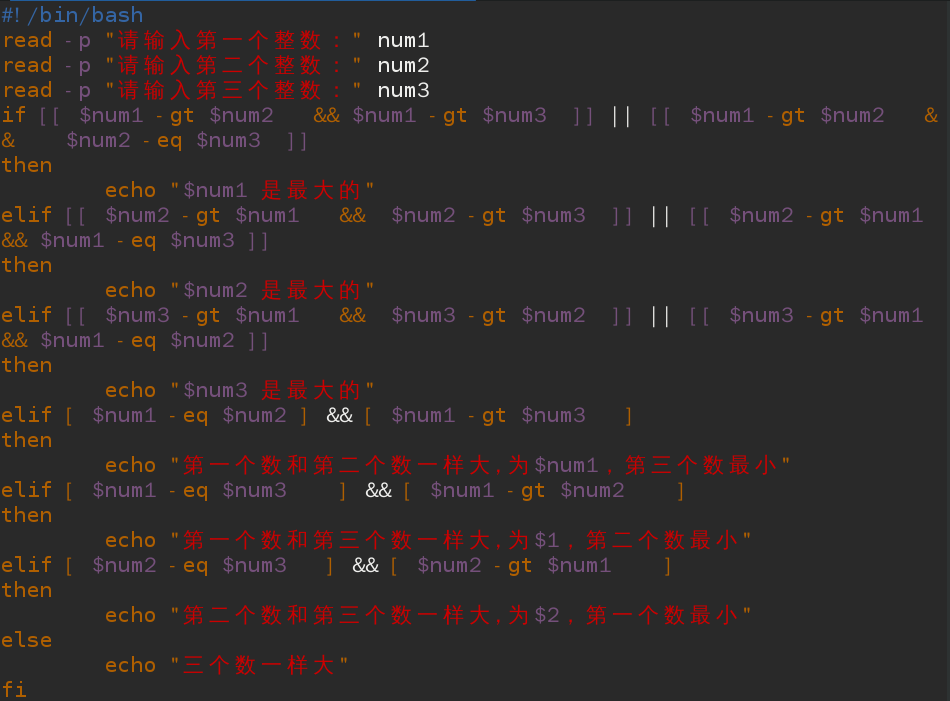 #!/bin/bash
read -p "请输入第一个整数：" num1
read -p "请输入第二个整数：" num2
read -p "请输入第三个整数：" num3
if [[ $num1 -gt $num2 && $num1 -gt $num3 ]] || [[ $num1 -gt $num2 &
& $num2 -eq $num3 ]]
then
echo "$num1 是最大的"
elif [[ $num2 -gt $num1 && $num2 -gt $num3 ]] || [[ $num2 -gt $num1
&& $num1 -eq $num3 ]]
then
echo "$num2 是最大的"
elif [[ $num3 -gt $num1 && $num3 -gt $num2 ]] || [[ $num3 -gt $num1
&& $num1 -eq $num2 ]]
then
echo "$num3 是最大的"
elif [ $num1 -eq $num2 ] && [ $num1 -gt $num3 ]
then
echo "第一个数和第二个数一样大,为$num1，第三个数最小"
elif [ $num1 -eq $num3 ] && [ $num1 -gt $num2 ]
then
echo "第一个数和第三个数一样大,为$1，第二个数最小"
elif [ $num2 -eq $num3 ] && [ $num2 -gt $num1 ]
then
echo "第二个数和第三个数一样大,为$2，第一个数最小"
else
echo "三个数一样大"
fi